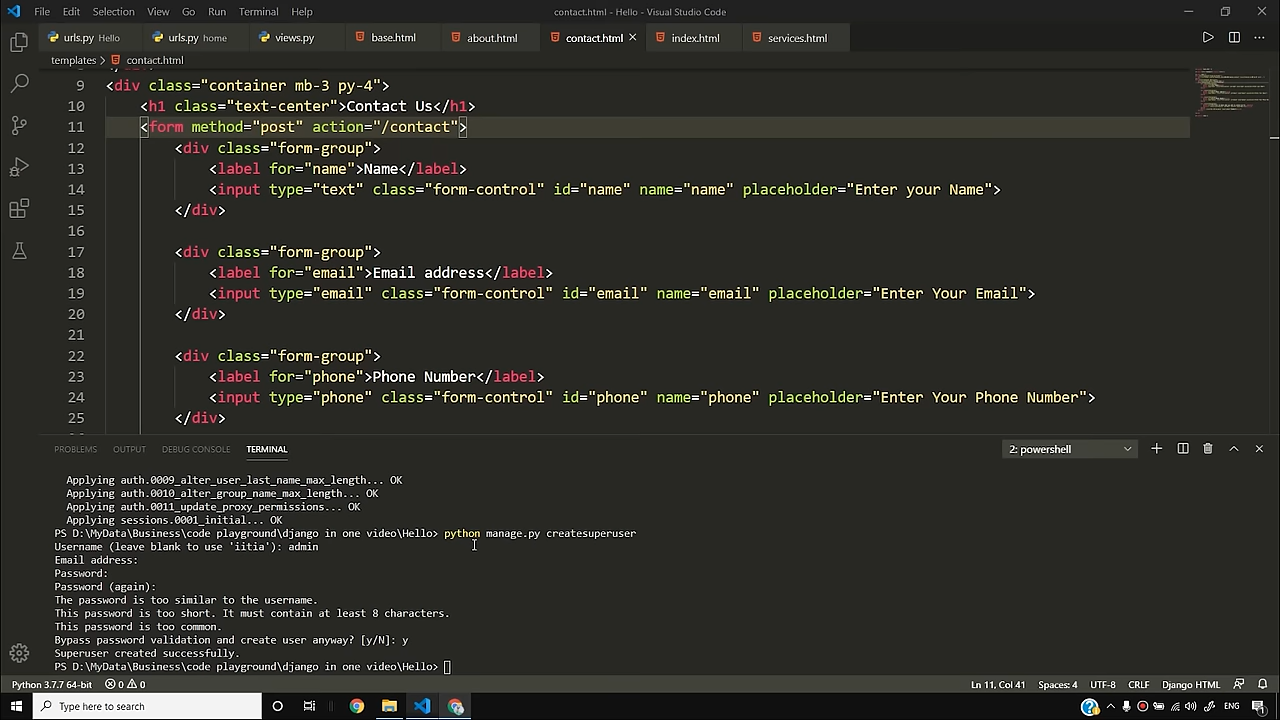 File Edit Selection View Go Run Terminal Help contact.html - Hello - Visual Studio Code
urls.py Hello urls.py home views.py base.html about.html contact.html index.html services.html
templates > contact.html
9 <div class="container mb-3 py-4">
10 <h1 class="text-center">Contact Us</h1>
11 <form method="post" action="/contact">
12 <div class="form-group">
13 <label for="name">Name</label>
14 <input type="text" class="form-control" id="name" name="name" placeholder="Enter your Name">
15 </div>
16
17 <div class="form-group">
18 <label for="email">Email address</label>
19 <input type="email" class="form-control" id="email" name="email" placeholder="Enter Your Email">
20 </div>
21
22 <div class="form-group">
23 <label for="phone">Phone Number</label>
24 <input type="phone" class="form-control" id="phone" name="phone" placeholder="Enter Your Phone Number">
25 </div>
PROBLEMS OUTPUT DEBUG CONSOLE TERMINAL 2: powershell
Applying auth.0009_alter_user_last_name_max_length... OK
Applying auth.0010_alter_group_name_max_length... OK
Applying auth.0011_update_proxy_permissions... OK
Applying sessions.0001_initial... OK
PS D:\MyData\Business\code playground\django in one video\Hello> python manage.py createsuperuser
Username (leave blank to use 'iitia'): admin
Email address:
Password:
Password (again):
The password is too similar to the username.
This password is too short. It must contain at least 8 characters.
This password is too common.
Bypass password validation and create user anyway? [y/N]: y
Superuser created successfully.
PS D:\MyData\Business\code playground\django in one video\Hello>
Python 3.7.7 64-bit 0 0 Ln 11, Col 41 Spaces: 4 UTF-8 CRLF Django HTML
Type here to search ENG